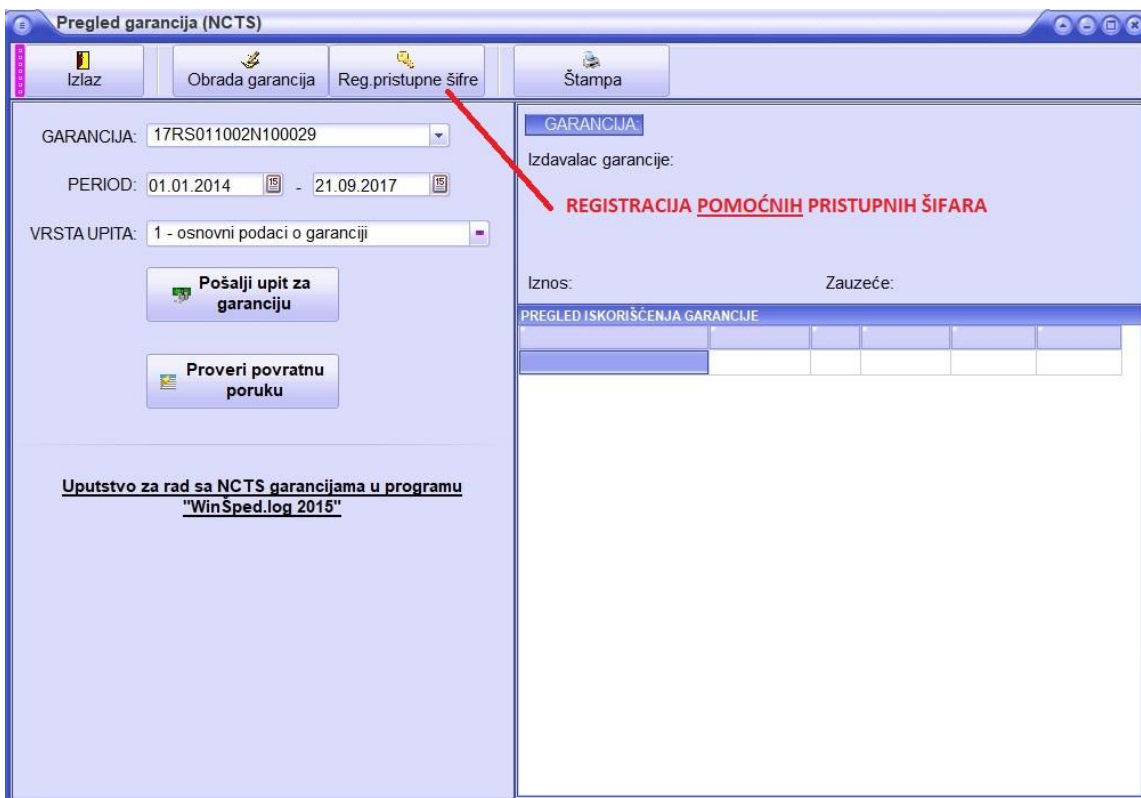 Pregled garancija (NCTS)
Izlaz
Obrada garancija
Reg.pristupne šifre
Štampa
GARANCIJA: 17RS011002N100029
PERIOD: 01.01.2014 15 - 21.09.2017 15
VRSTA UPITA: 1 - osnovni podaci o garanciji
Pošalji upit za
garanciju
Proveri povratnu
poruku
Uputstvo za rad sa NCTS garancijama u programu
"WinŠped.log 2015"
GARANCIJA:
Izdavalac garancije:
REGISTRACIJA POMOĆNIH PRISTUPNIH ŠIFARA
Iznos: Zauzeće:
PREGLED ISKORIŠĆENJA GARANCIJE